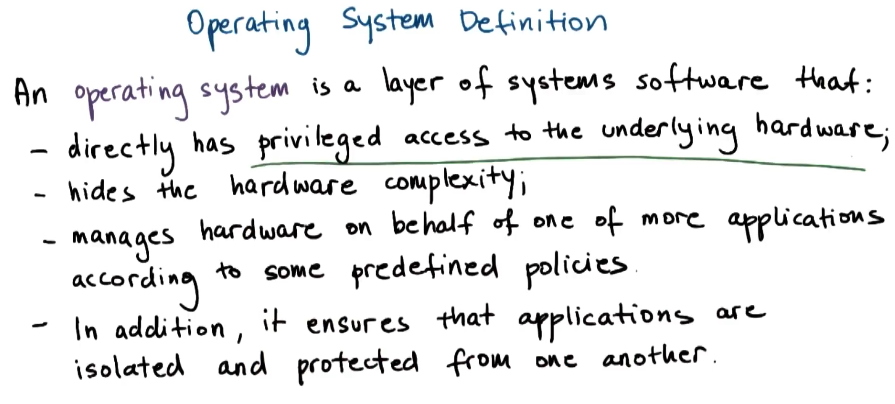 Operating System Definition
An operating system is a layer of systems software that:
- directly has privileged access to the underlying hardware;
- hides the hardware complexity;
- manages hardware on behalf of one of more applications
according to some predefined policies.
- In addition, it ensures that applications are
isolated and protected from one another.